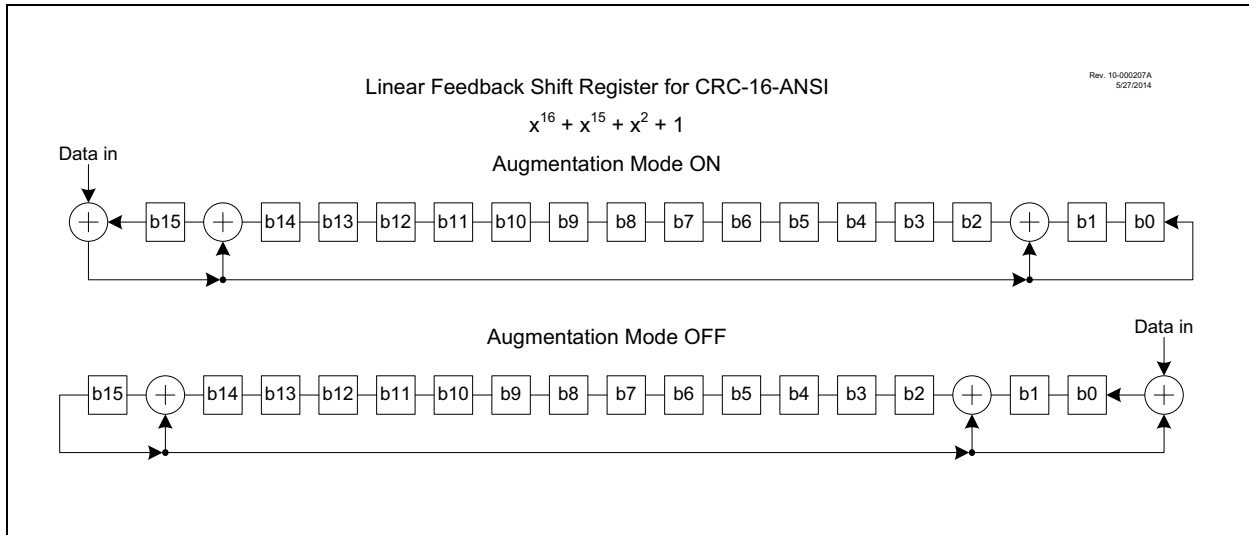 Linear Feedback Shift Register for CRC-16-ANSI
Rev. 10-000207A
5/27/2014
x^16 + x^15 + x^2 + 1
Data in
Augmentation Mode ON
b15 b14 b13 b12 b11 b10 b9 b8 b7 b6 b5 b4 b3 b2 b1 b0
Augmentation Mode OFF
Data in
b15 b14 b13 b12 b11 b10 b9 b8 b7 b6 b5 b4 b3 b2 b1 b0